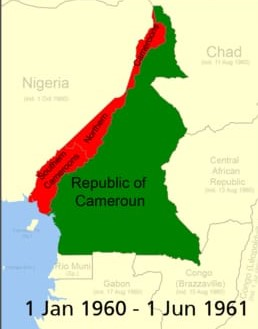 Cameroons
Chad
(ind. 11 Aug 1960)
Nigeria
(ind. 1 Oct 1960)
Northern
Southern
Cameroons
Central
African
Republic
(ind. 13 Aug 1960)
Republic of
Cameroun
Rio Muni
(Sp.)
Gabon
(ind. 17 Aug 1960)
Congo
(Brazzaville)
(ind. 15 Aug 1960)
1 Jan 1960 - 1 Jun 1961